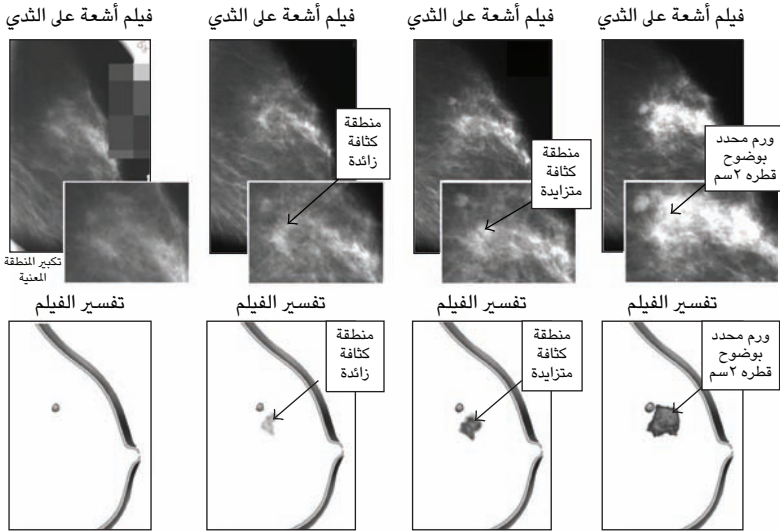 فيلم أشعة على الثدي
فيلم أشعة على الثدي
فيلم أشعة على الثدي
فيلم أشعة على الثدي
منطقة
كثافة
زائدة
منطقة
كثافة
متزايدة
ورم محدد
بوضوح
قطره ٢سم
تكبير المنطقة
المعنية
تفسير الفيلم
تفسير الفيلم
تفسير الفيلم
تفسير الفيلم
منطقة
كثافة
زائدة
منطقة
كثافة
متزايدة
ورم محدد
بوضوح
قطره ٢سم